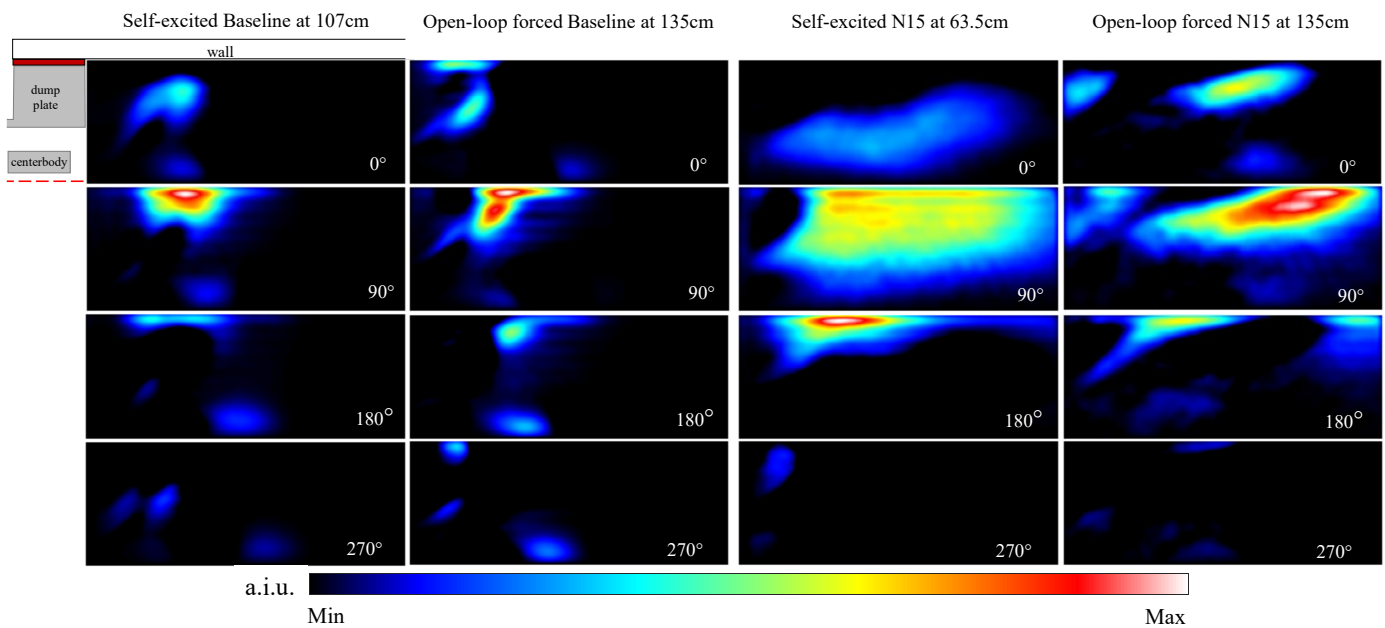 Self-excited Baseline at 107cm
Open-loop forced Baseline at 135cm
Self-excited N15 at 63.5cm
Open-loop forced N15 at 135cm
wall
dump
plate
centerbody
0°
0°
0°
0°
90°
90°
90°
90°
180°
180°
180°
180°
270°
270°
270°
270°
a.i.u.
Min
Max